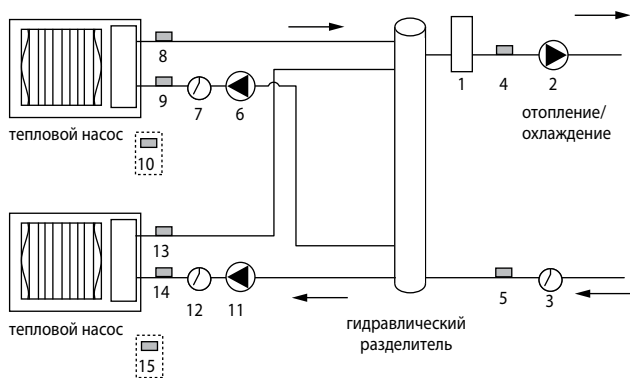 8
9
7
6
1
4
2
тепловой насос
10
отопление/
охлаждение
13
14
12
11
5
3
тепловой насос
15
гидравлический
разделитель